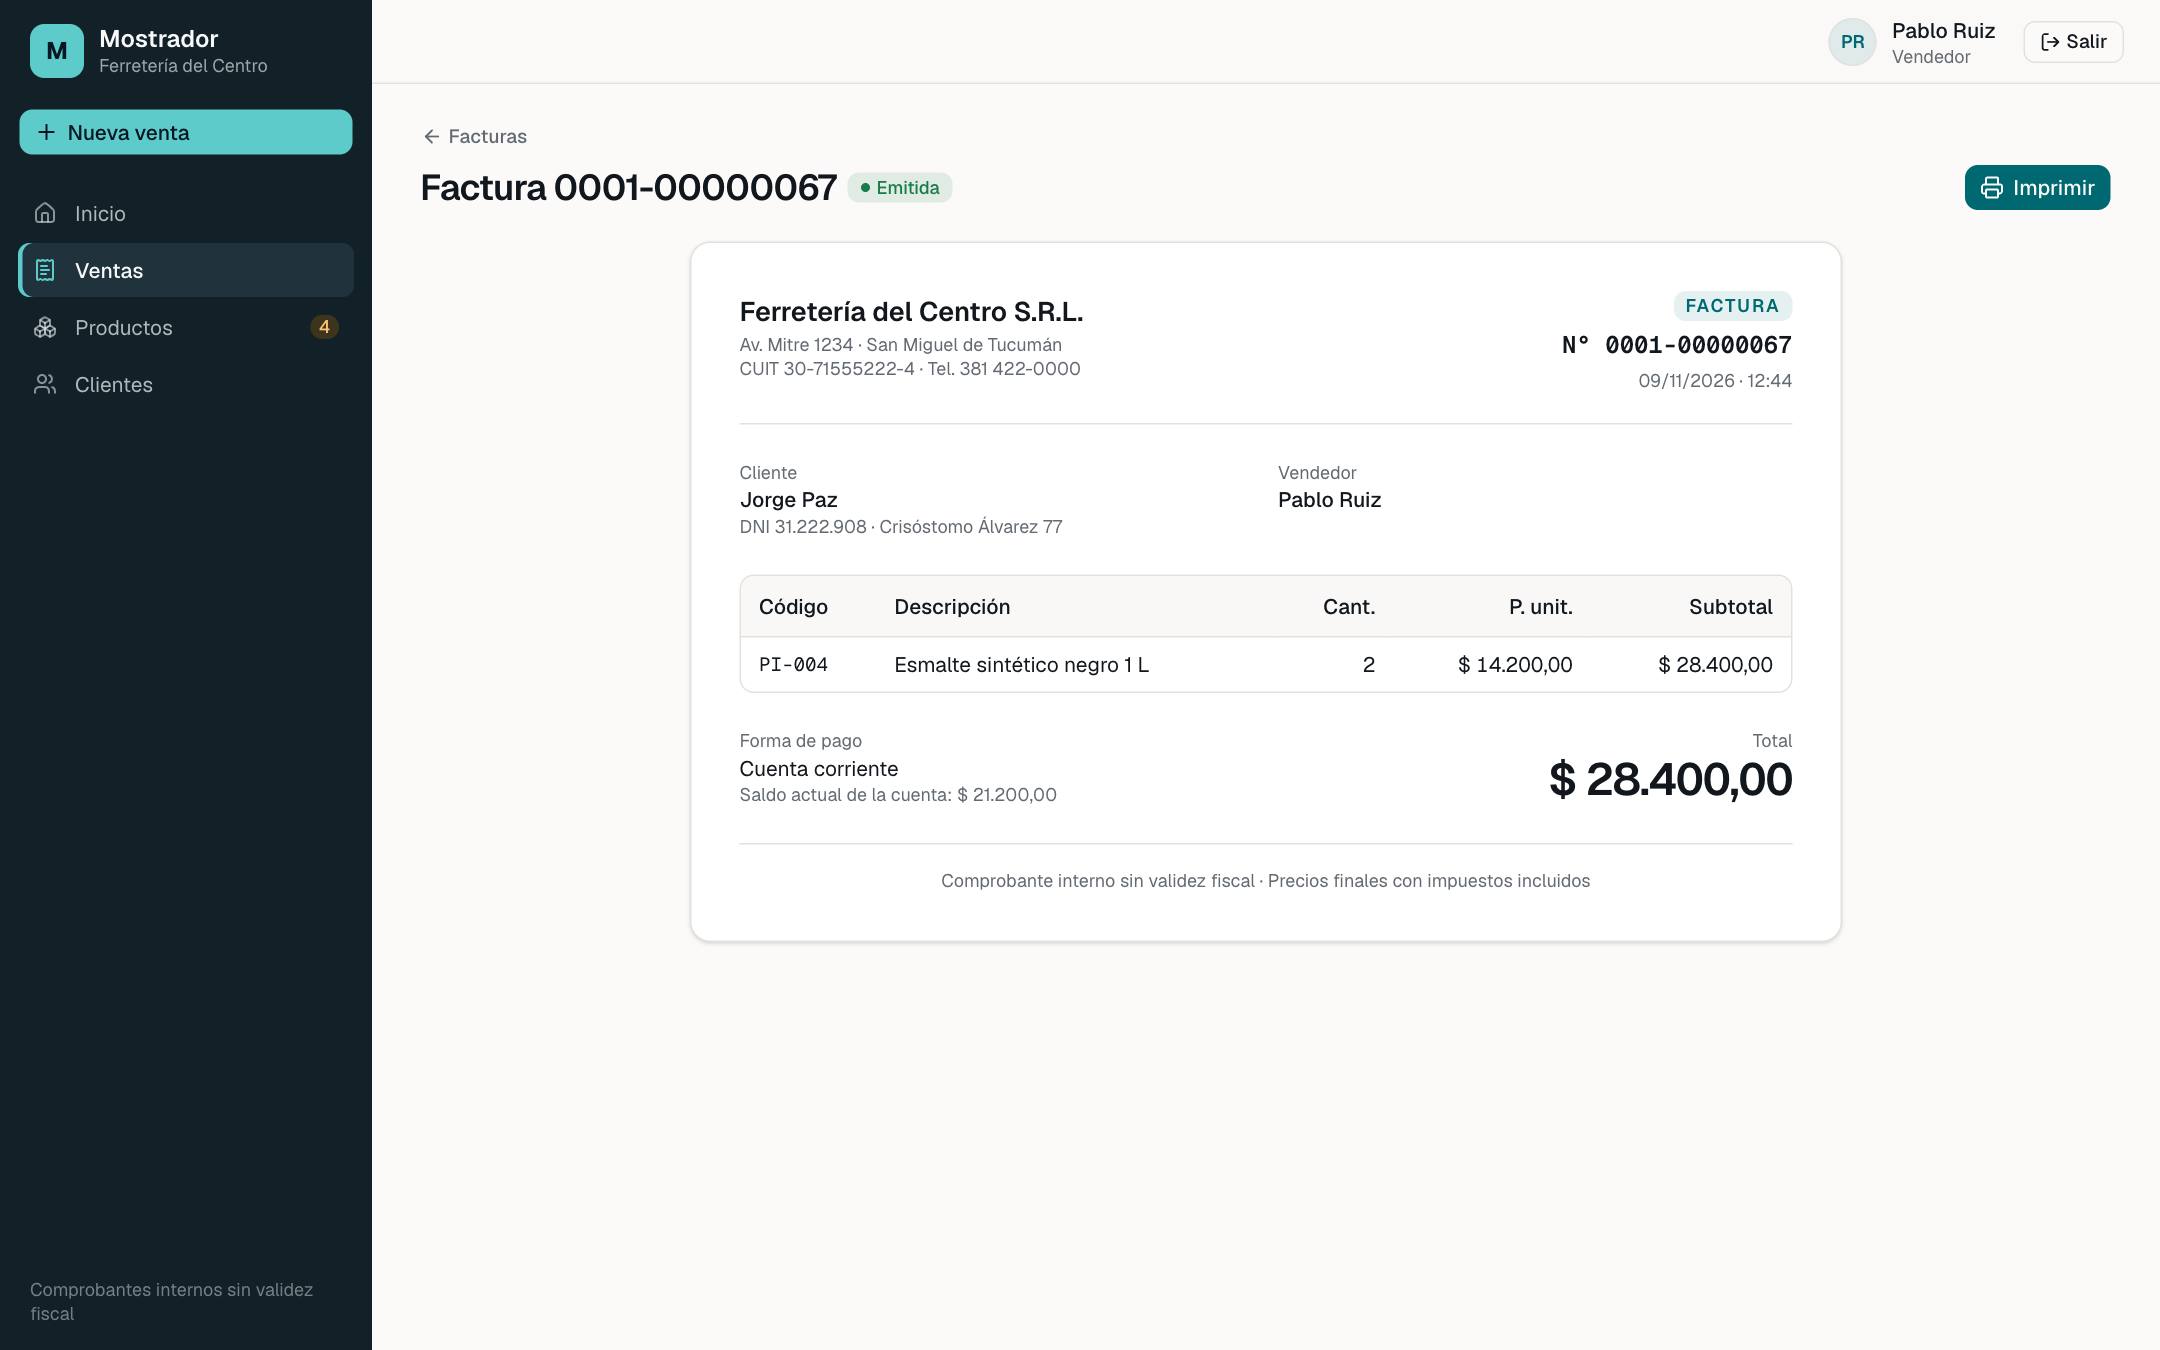 M
Mostrador
Ferretería del Centro
Nueva venta
Inicio
Ventas
Productos 4
Clientes
Comprobantes internos sin validez
fiscal
PR
Pablo Ruiz
Vendedor
Salir
Facturas
Factura 0001-00000067
Emitida
Imprimir
Ferretería del Centro S.R.L.
Av. Mitre 1234 · San Miguel de Tucumán
CUIT 30-71555222-4 · Tel. 381 422-0000
FACTURA
N° 0001-00000067
09/11/2026 · 12:44
Cliente
Jorge Paz
DNI 31.222.908 · Crisóstomo Álvarez 77
Vendedor
Pablo Ruiz
Código Descripción Cant. P. unit. Subtotal
PI-004 Esmalte sintético negro 1 L 2 $ 14.200,00 $ 28.400,00
Forma de pago
Cuenta corriente
Saldo actual de la cuenta: $ 21.200,00
Total
$ 28.400,00
Comprobante interno sin validez fiscal · Precios finales con impuestos incluidos